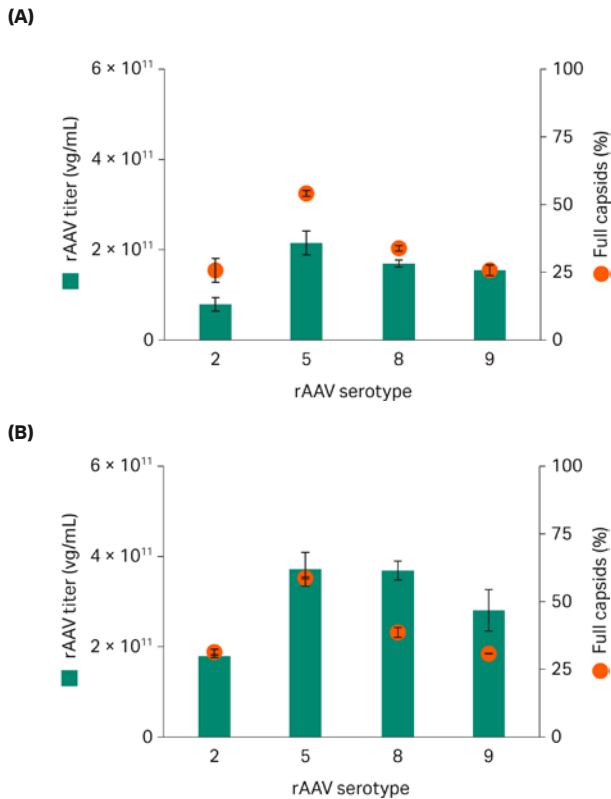 (A)
6 × 10¹¹
4 × 10¹¹
2 × 10¹¹
0
rAAV titer (vg/mL)
100
75
50
25
0
Full capsids (%)
2 5 8 9
rAAV serotype
(B)
6 × 10¹¹
4 × 10¹¹
2 × 10¹¹
0
rAAV titer (vg/mL)
100
75
50
25
0
Full capsids (%)
2 5 8 9
rAAV serotype